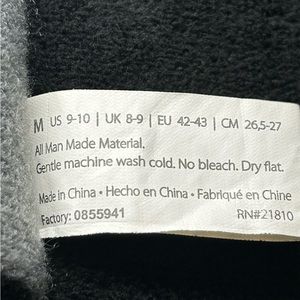 M US 9-10 | UK 8-9 | EU 42-43 | CM 26,5-27
All Man Made Material.
Gentle machine wash cold. No bleach. Dry flat.
Made in China • Hecho en China • Fabriqué en Chine
Factory: 0855941 RN#21810